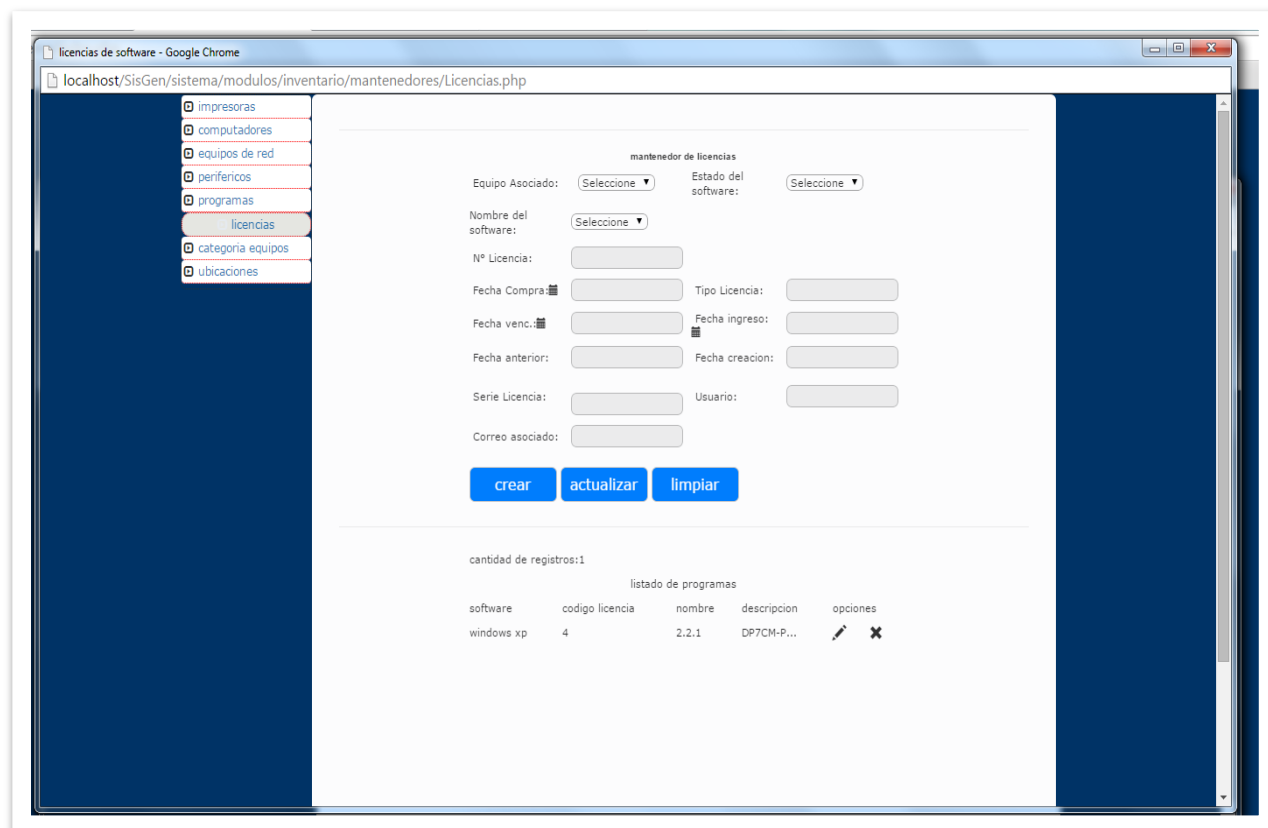 licencias de software - Google Chrome
localhost/SisGen/sistema/modulos/inventario/mantenedores/Licencias.php
impresoras
computadores
equipos de red
perifericos
programas
licencias
categoria equipos
ubicaciones
mantenedor de licencias
Equipo Asociado: Seleccione Estado del software: Seleccione
Nombre del software: Seleccione
Nº Licencia:
Fecha Compra: Tipo Licencia:
Fecha venc.: Fecha ingreso:
Fecha anterior: Fecha creacion:
Serie Licencia: Usuario:
Correo asociado:
crear actualizar limpiar
cantidad de registros:1
listado de programas
software codigo licencia nombre descripcion opciones
windows xp 4 2.2.1 DP7CM-P...